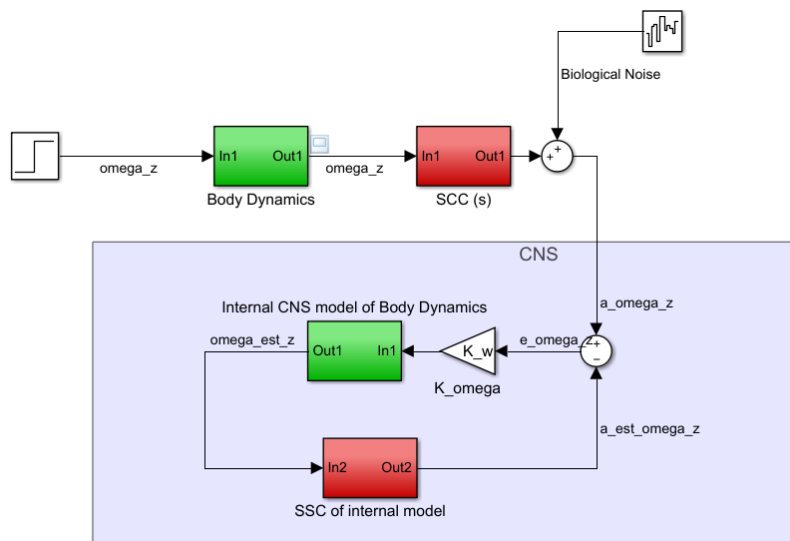 Biological Noise
omega_z
In1
Out1
Body Dynamics
omega_z
In1
Out1
SCC (s)
+
+
CNS
a_omega_z
Internal CNS model of Body Dynamics
omega_est_z
Out1
In1
K_w
K_omega
e_omega_z
+
−
a_est_omega_z
In2
Out2
SSC of internal model